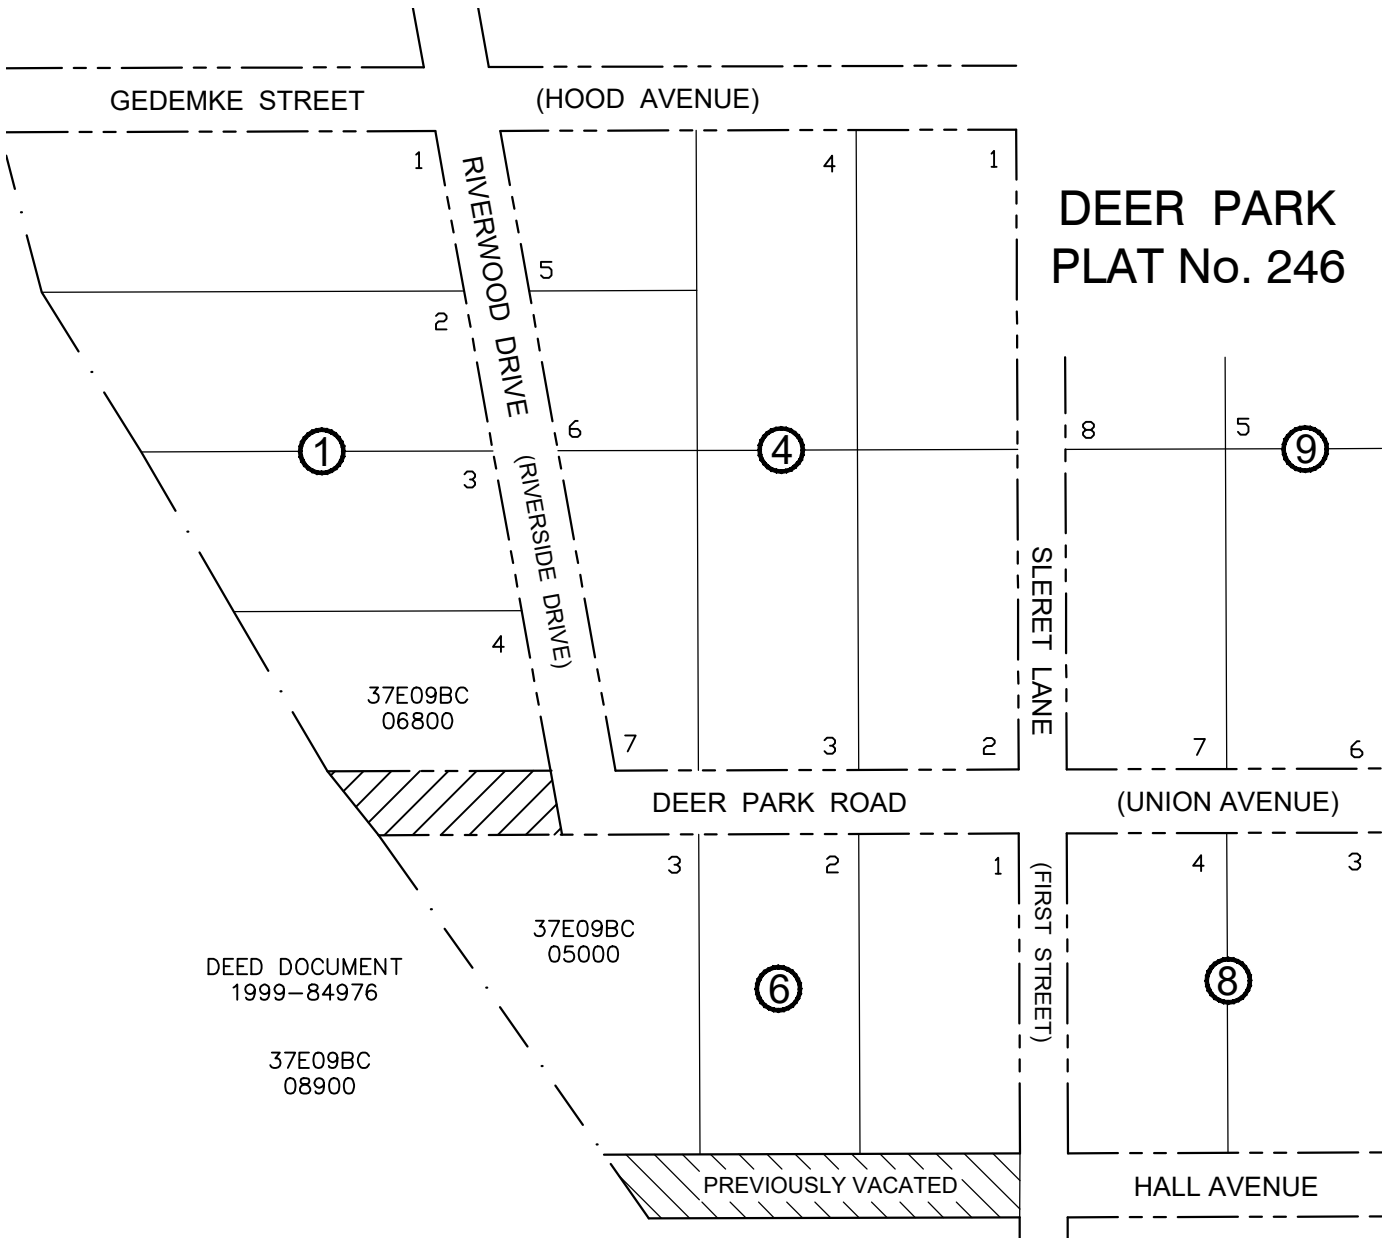 GEDEMKE STREET (HOOD AVENUE)
1
4
1
RIVERWOOD DRIVE (RIVERSIDE DRIVE)
DEER PARK
PLAT No. 246
5
2
6
8
5
1
4
9
3
SLERET LANE
4
37E09BC
06800
7
3
2
7
6
DEER PARK ROAD
(UNION AVENUE)
3
2
1
4
3
(FIRST STREET)
37E09BC
05000
DEED DOCUMENT
1999-84976
6
8
37E09BC
08900
PREVIOUSLY VACATED
HALL AVENUE